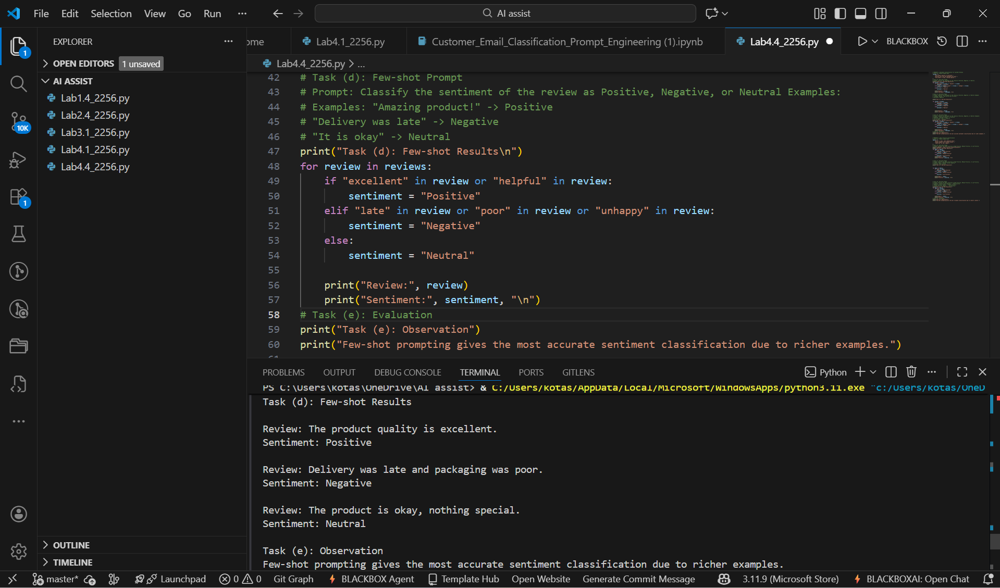 File Edit Selection View Go Run ··· AI assist
EXPLORER ···
OPEN EDITORS 1 unsaved
AI ASSIST
Lab1.4_2256.py
Lab2.4_2256.py
Lab3.1_2256.py
Lab4.1_2256.py
Lab4.4_2256.py
OUTLINE
TIMELINE
1
10K
1
ome Lab4.1_2256.py Customer_Email_Classification_Prompt_Engineering (1).ipynb Lab4.4_2256.py BLACKBOX ···
Lab4.4_2256.py > ...
42 # Task (d): Few-shot Prompt
43 # Prompt: Classify the sentiment of the review as Positive, Negative, or Neutral Examples:
44 # Examples: "Amazing product!" -> Positive
45 # "Delivery was late" -> Negative
46 # "It is okay" -> Neutral
47 print("Task (d): Few-shot Results\n")
48 for review in reviews:
49 if "excellent" in review or "helpful" in review:
50 sentiment = "Positive"
51 elif "late" in review or "poor" in review or "unhappy" in review:
52 sentiment = "Negative"
53 else:
54 sentiment = "Neutral"
55
56 print("Review:", review)
57 print("Sentiment:", sentiment, "\n")
58 # Task (e): Evaluation
59 print("Task (e): Observation")
60 print("Few-shot prompting gives the most accurate sentiment classification due to richer examples.")
61
PROBLEMS OUTPUT DEBUG CONSOLE TERMINAL PORTS GITLENS Python ···
PS C:\Users\kotas\OneDrive\AI assist> & C:/Users/kotas/AppData/Local/Microsoft/WindowsApps/python3.11.exe "c:/Users/kotas/OneD
Task (d): Few-shot Results
Review: The product quality is excellent.
Sentiment: Positive
Review: Delivery was late and packaging was poor.
Sentiment: Negative
Review: The product is okay, nothing special.
Sentiment: Neutral
Task (e): Observation
Few-shot prompting gives the most accurate sentiment classification due to richer examples.
master* Launchpad 0 0 Git Graph BLACKBOX Agent Template Hub Open Website Generate Commit Message 3.11.9 (Microsoft Store) BLACKBOXAI: Open Chat